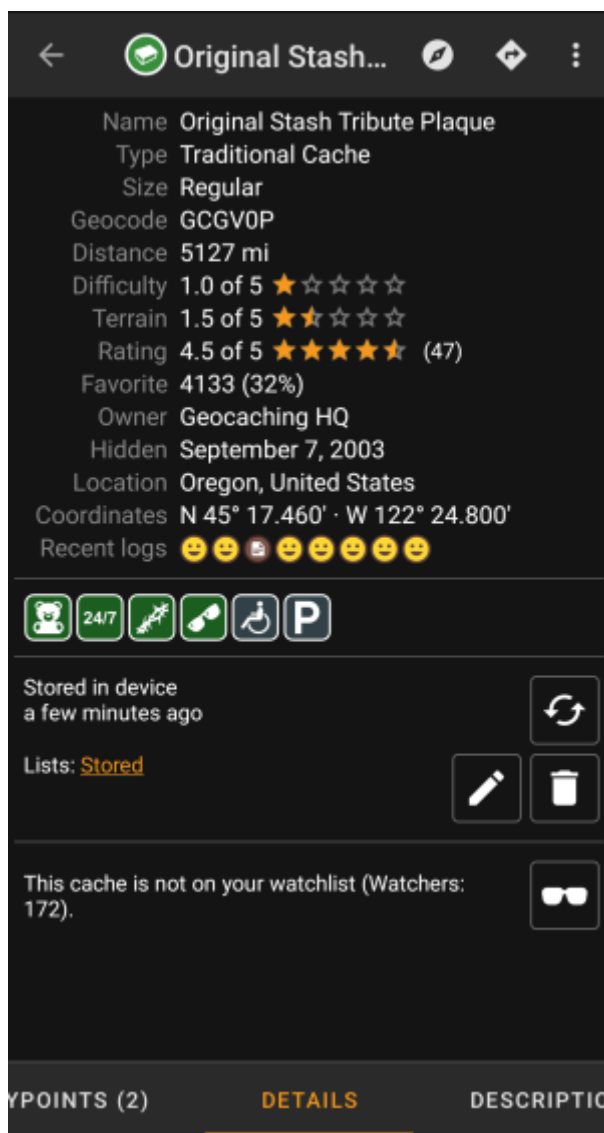 Original Stash...
Name Original Stash Tribute Plaque
Type Traditional Cache
Size Regular
Geocode GCGV0P
Distance 5127 mi
Difficulty 1.0 of 5
Terrain 1.5 of 5
Rating 4.5 of 5 (47)
Favorite 4133 (32%)
Owner Geocaching HQ
Hidden September 7, 2003
Location Oregon, United States
Coordinates N 45° 17.460' · W 122° 24.800'
Recent logs
24/7 P
Stored in device
a few minutes ago
Lists: Stored
This cache is not on your watchlist (Watchers:
172).
YPOINTS (2) DETAILS DESCRIPTIO